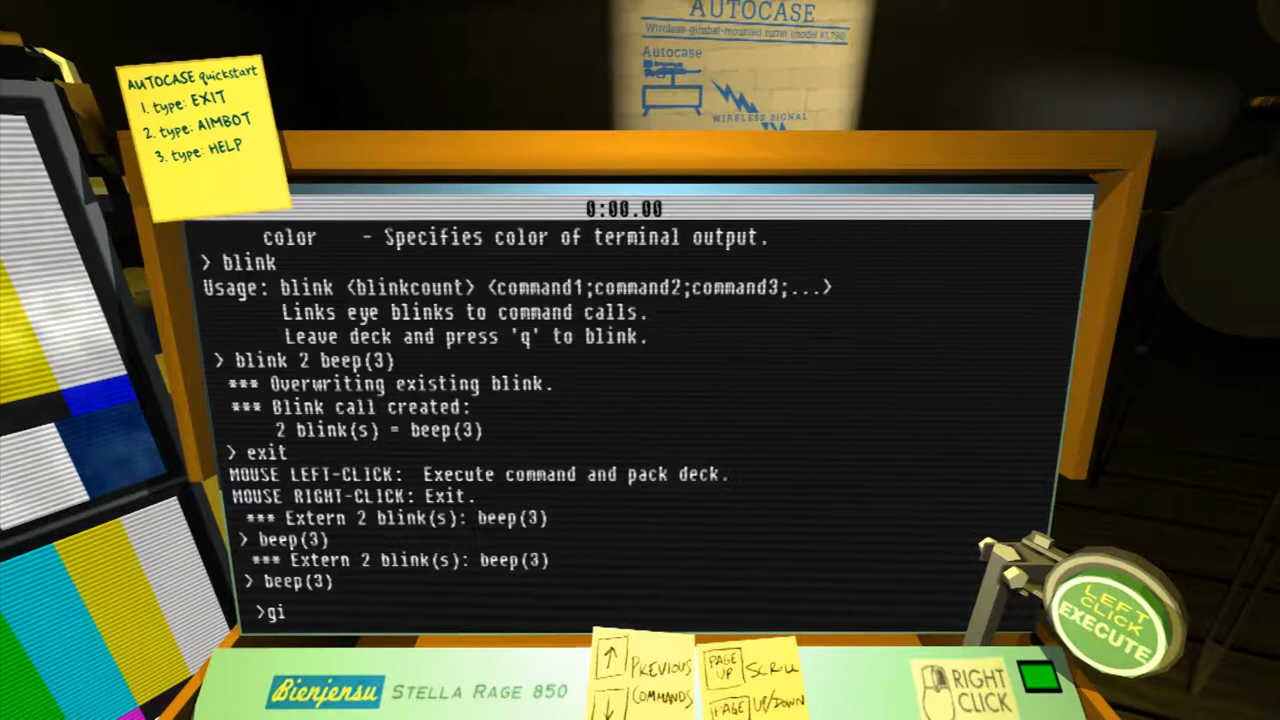 AUTOCASE
Wireless gimbal-mounted turret (model KL798)
Autocase
WIRELESS SIGNAL
AUTOCASE quickstart
1. type: EXIT
2. type: AIMBOT
3. type: HELP
0:00.00
color - Specifies color of terminal output.
> blink
Usage: blink <blinkcount> <command1;command2;command3;...>
Links eye blinks to command calls.
Leave deck and press 'q' to blink.
> blink 2 beep(3)
*** Overwriting existing blink.
*** Blink call created:
2 blink(s) = beep(3)
> exit
MOUSE LEFT-CLICK: Execute command and pack deck.
MOUSE RIGHT-CLICK: Exit.
*** Extern 2 blink(s): beep(3)
> beep(3)
*** Extern 2 blink(s): beep(3)
> beep(3)
>gi
LEFT
CLICK
EXECUTE
Bienjensu STELLA RAGE 850
↑ PREVIOUS
↓ COMMANDS
PAGE UP SCROLL
PAGE UP/DOWN
RIGHT
CLICK